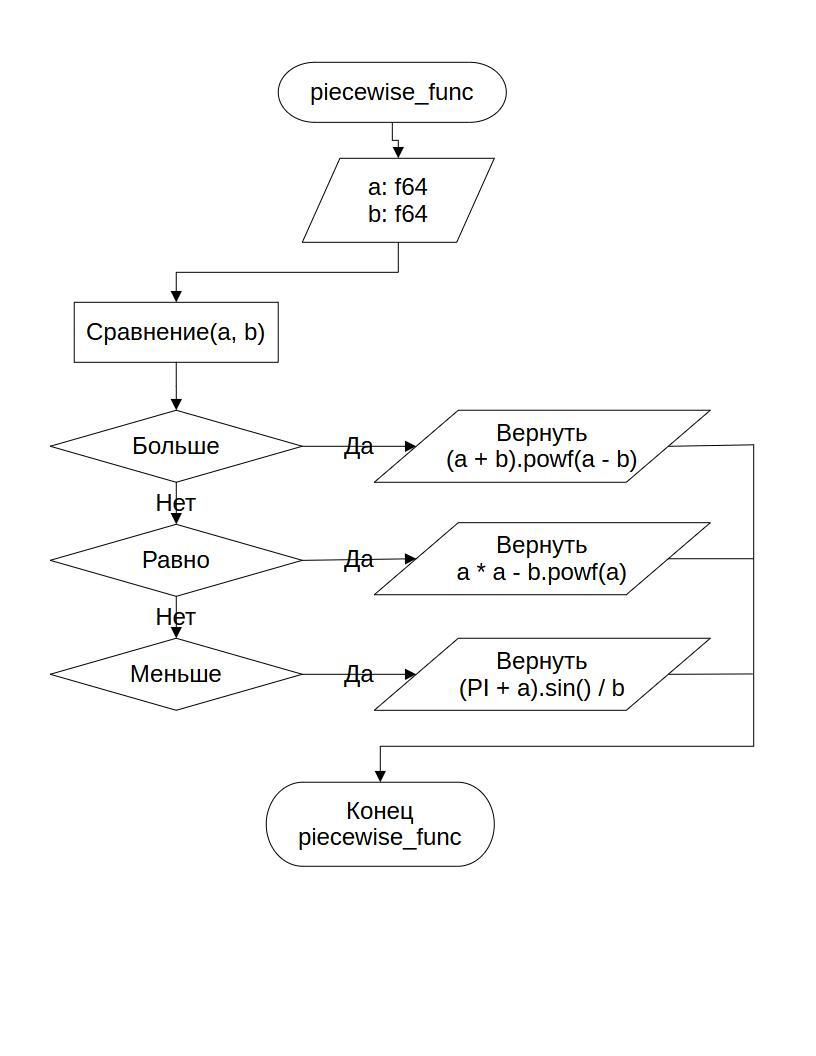 piecewise_func
a: f64
b: f64
Сравнение(a, b)
Больше
Да
Вернуть
(a + b).powf(a - b)
Нет
Равно
Да
Вернуть
a * a - b.powf(a)
Нет
Меньше
Да
Вернуть
(PI + a).sin() / b
Конец
piecewise_func